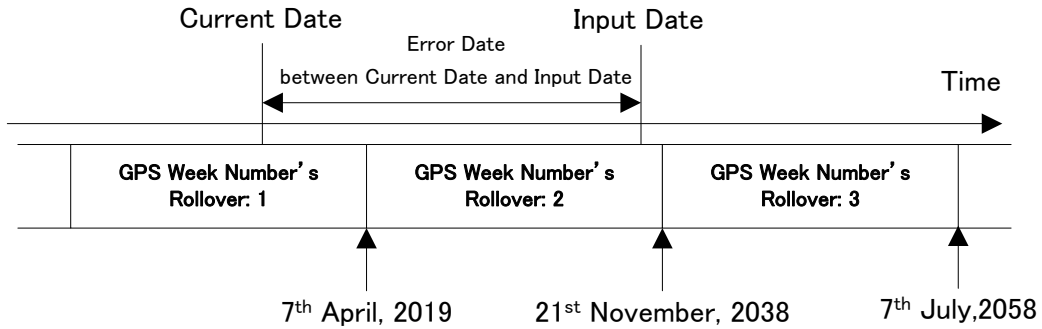 Current Date
Input Date
Error Date
between Current Date and Input Date
Time
GPS Week Number's
Rollover: 1
GPS Week Number's
Rollover: 2
GPS Week Number's
Rollover: 3
7th April, 2019
21st November, 2038
7th July,2058